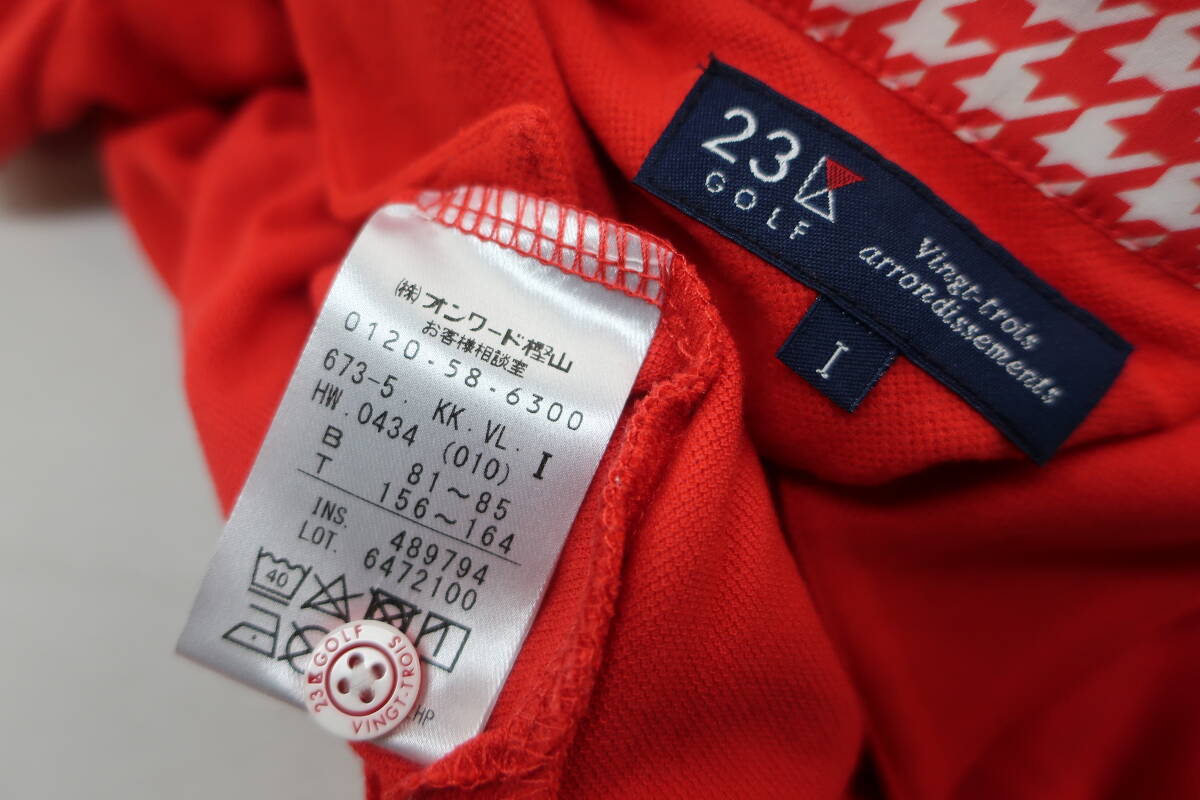 23
GOLF
Vingt-trois
arrondissements
I
(株)オンワード樫山
お客様相談室
0120-58-6300
673-5. KK. VL. I
HW. 0434 (010)
B 81～85
T 156～164
INS. 489794
LOT. 6472100
40
23 GOLF
VINGT-TROIS
HP